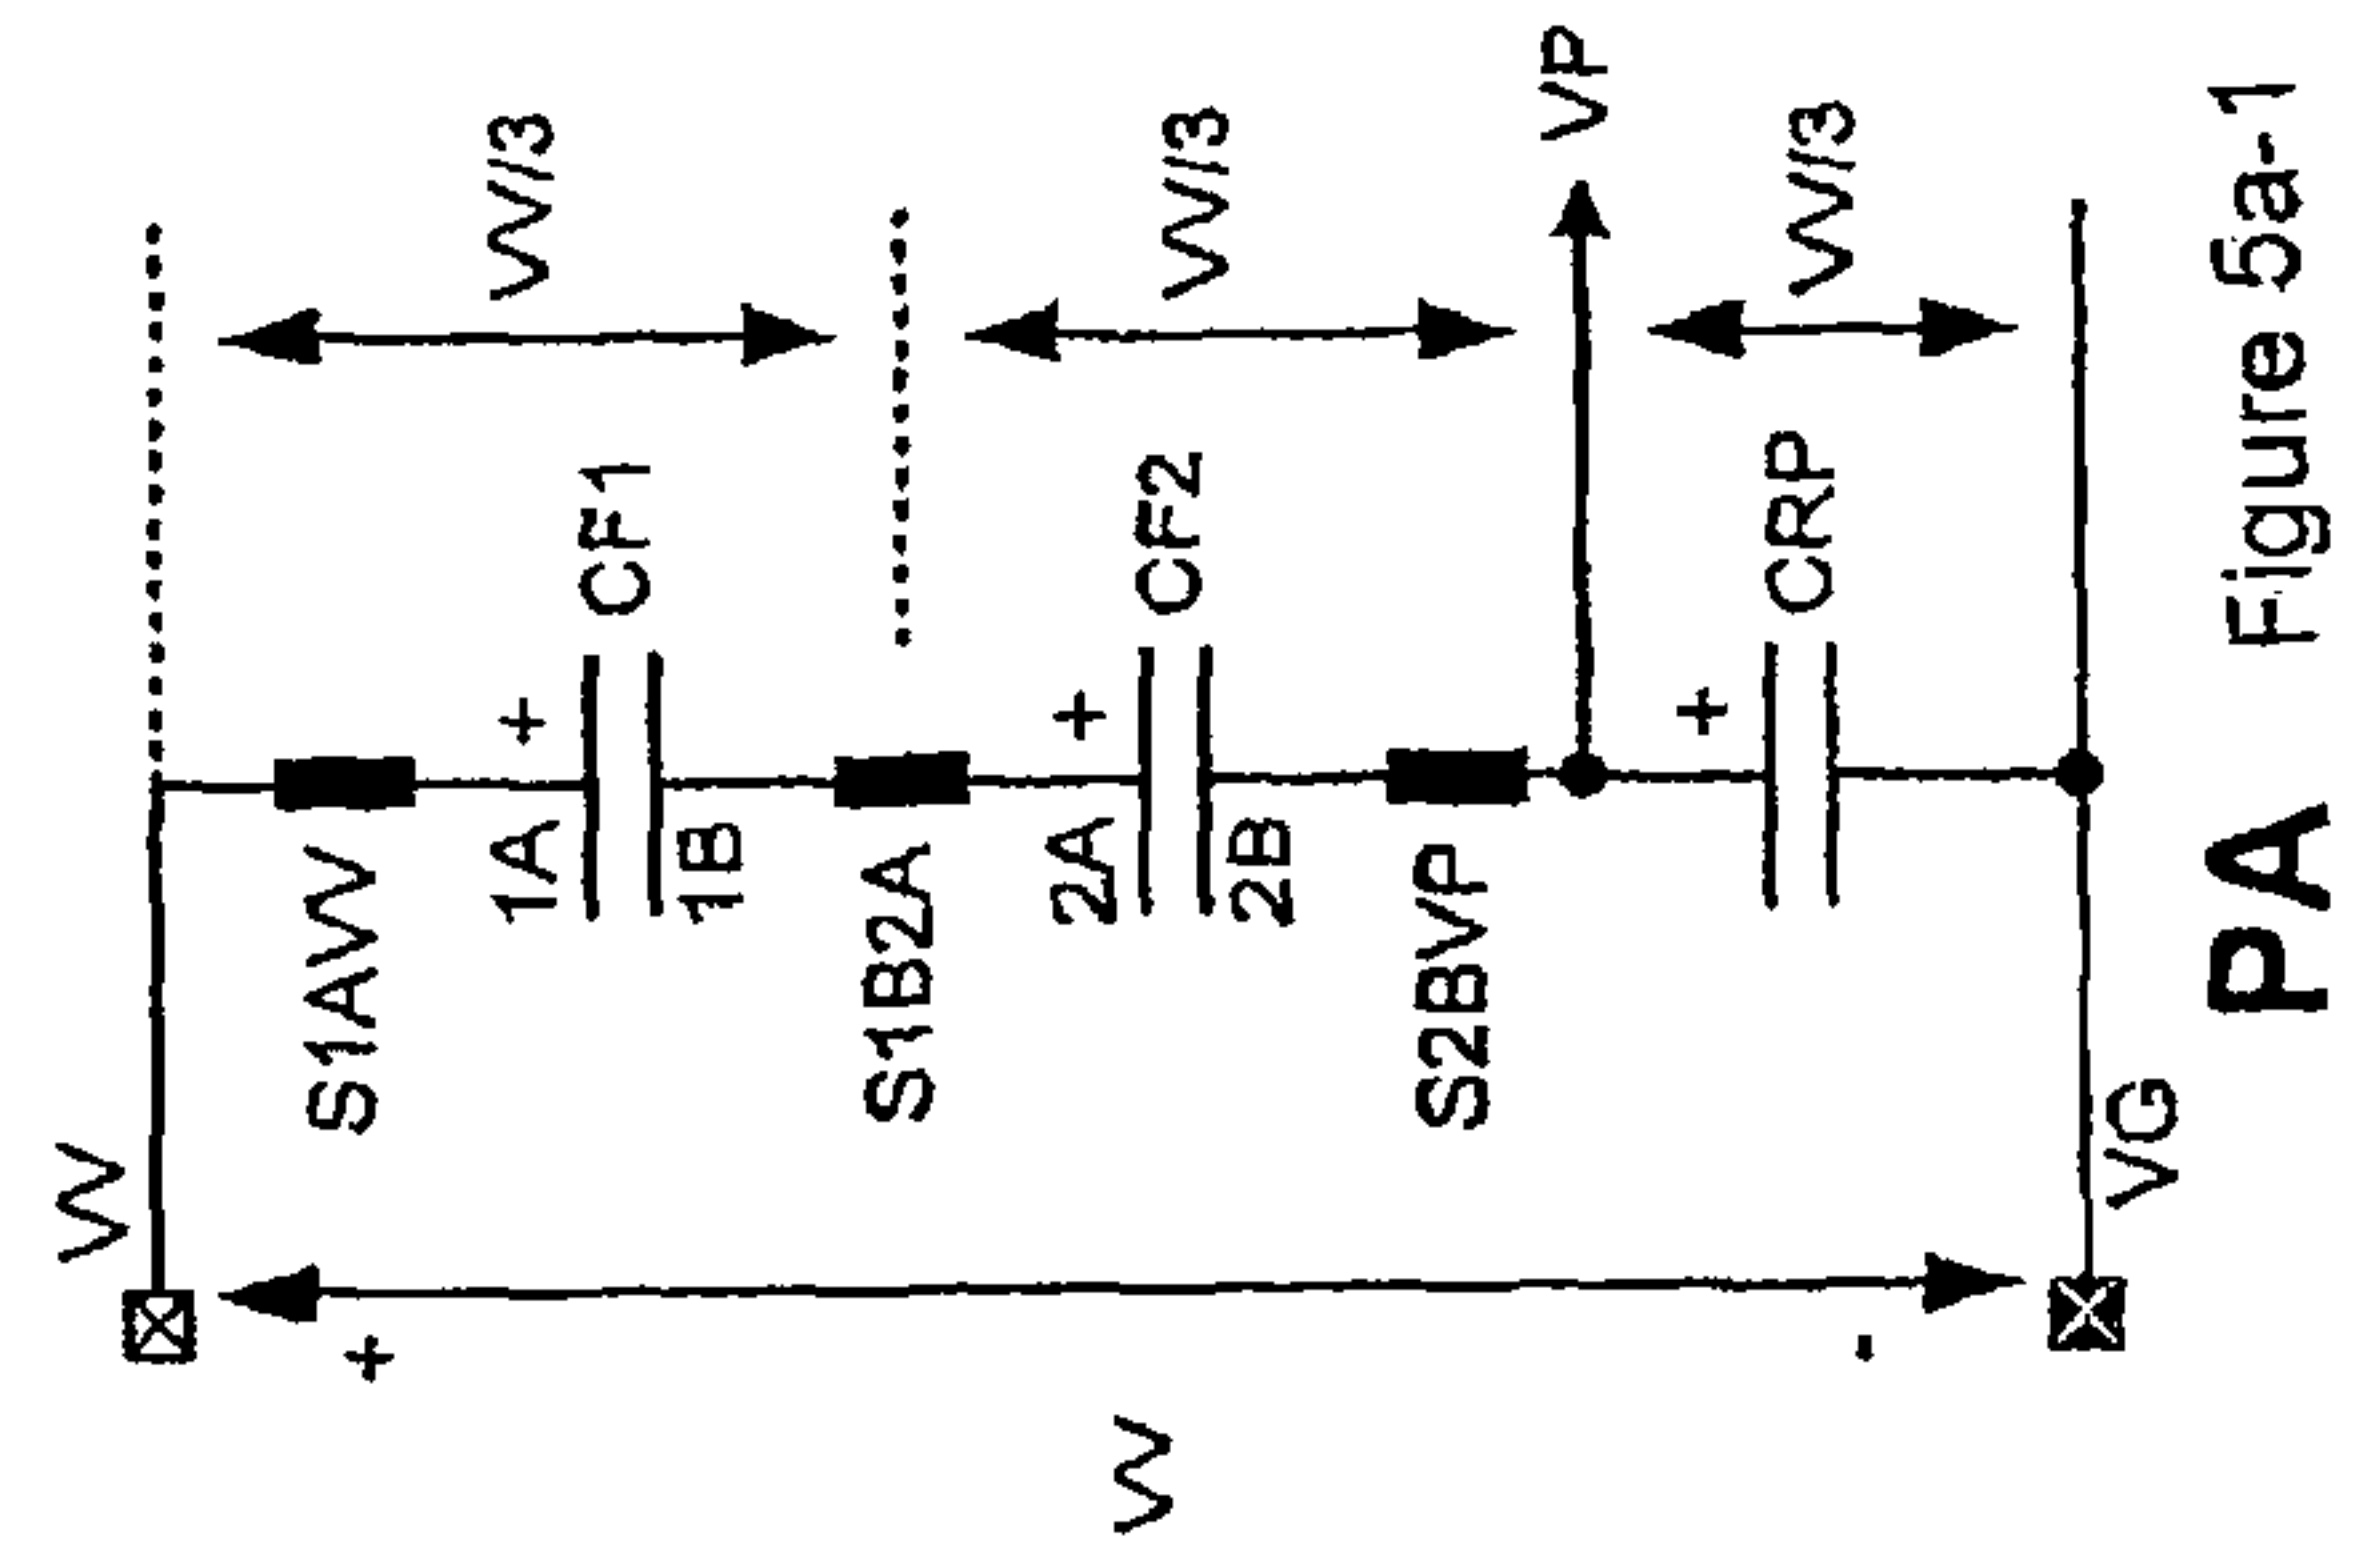 VV
S1AVV
+
1A + VV/3
CF1
1B
S1B2A
2A +
VV
CF2 VV/3
2B
S2BVP
VP
+
CRP VV/3
-
VG
PA Figure 5a-1